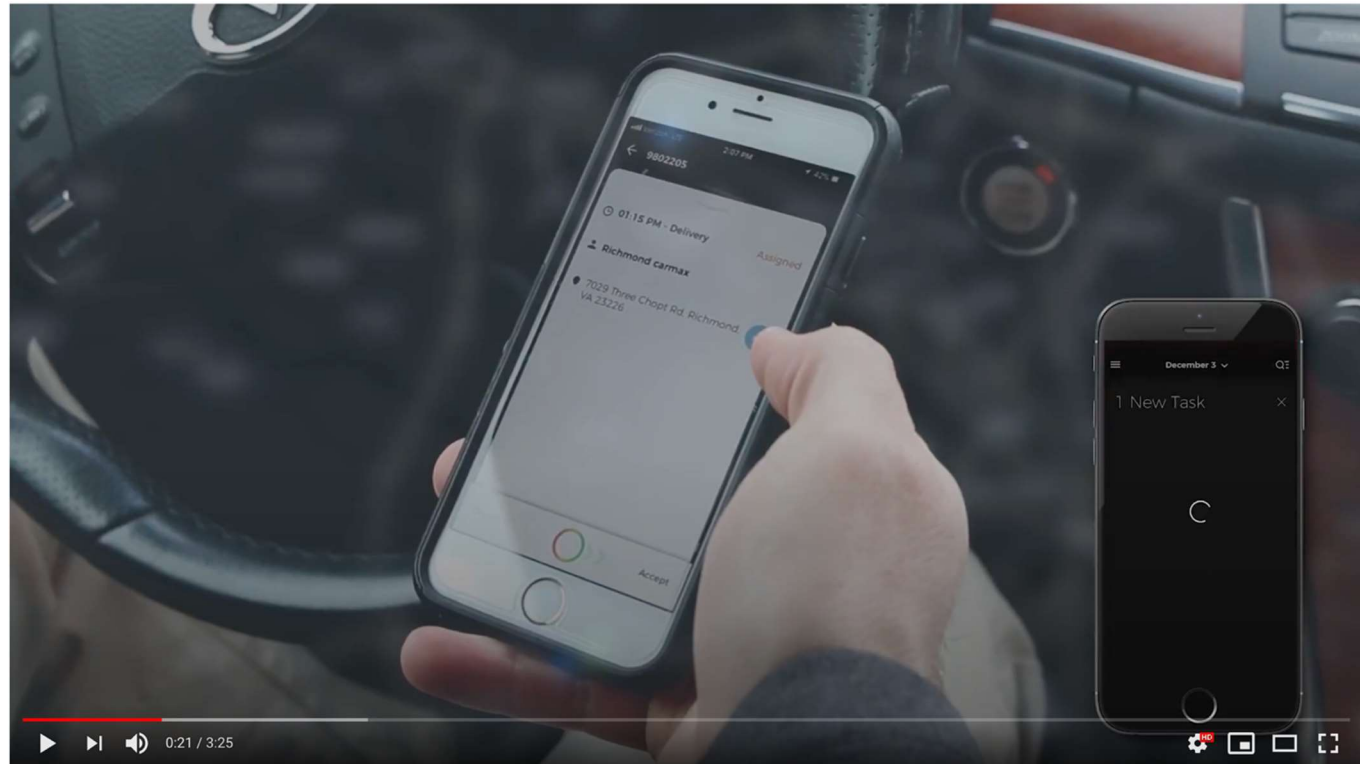 2:07 PM
42%
9802205
01:15 PM - Delivery
Assigned
Richmond carmax
7029 Three Chopt Rd, Richmond,
VA 23226
Accept
December 3
1 New Task
0:21 / 3:25
HD